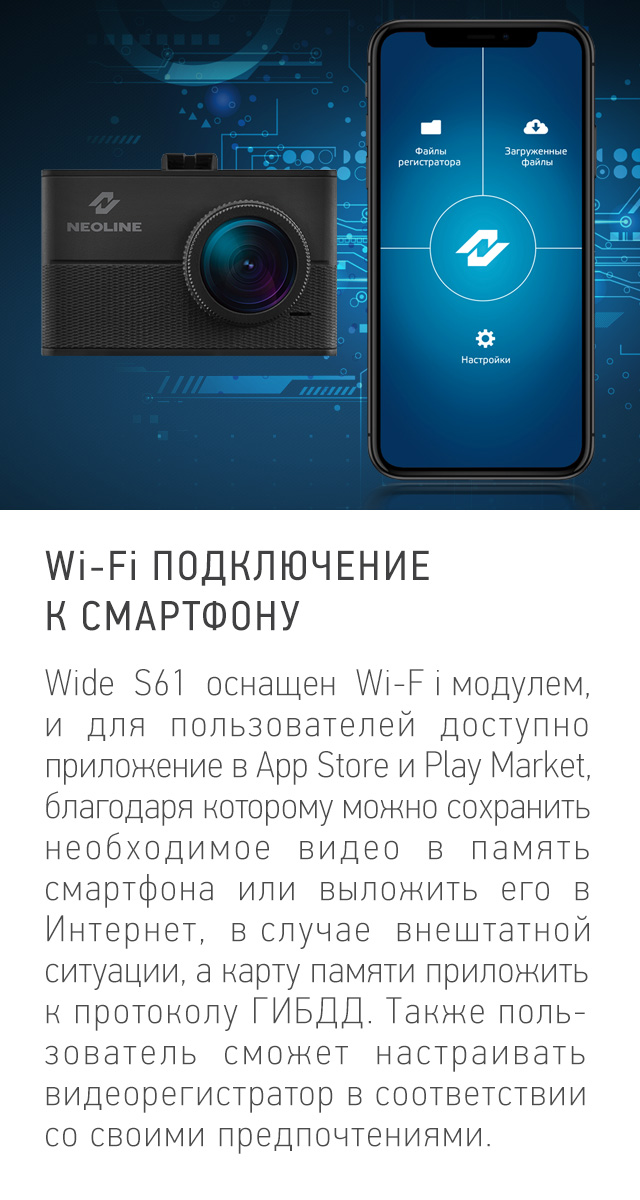 Файлы
регистратора
Загруженные
файлы
NEOLINE
Настройки
Wi-Fi ПОДКЛЮЧЕНИЕ
К СМАРТФОНУ
Wide S61 оснащен Wi-F i модулем,
и для пользователей доступно
приложение в App Store и Play Market,
благодаря которому можно сохранить
необходимое видео в память
смартфона или выложить его в
Интернет, в случае внештатной
ситуации, а карту памяти приложить
к протоколу ГИБДД. Также поль-
зователь сможет настраивать
видеорегистратор в соответствии
со своими предпочтениями.